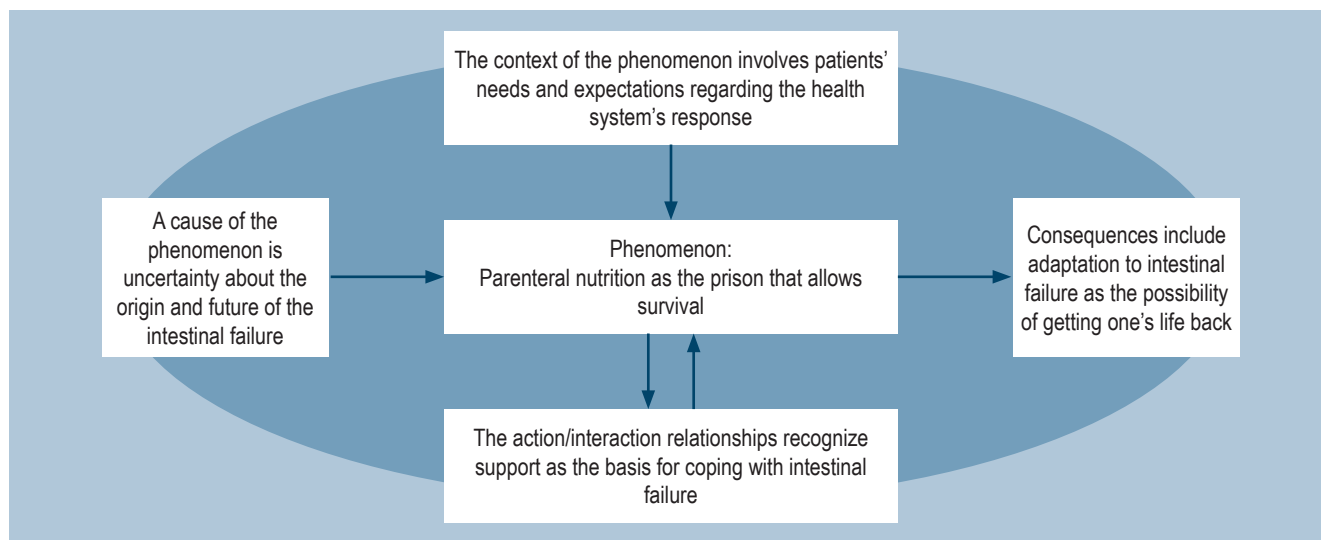 The context of the phenomenon involves patients’
needs and expectations regarding the health
system’s response
A cause of the
phenomenon is
uncertainty about the
origin and future of the
intestinal failure
Phenomenon:
Parenteral nutrition as the prison that allows
survival
Consequences include
adaptation to intestinal
failure as the possibility
of getting one’s life back
The action/interaction relationships recognize
support as the basis for coping with intestinal
failure